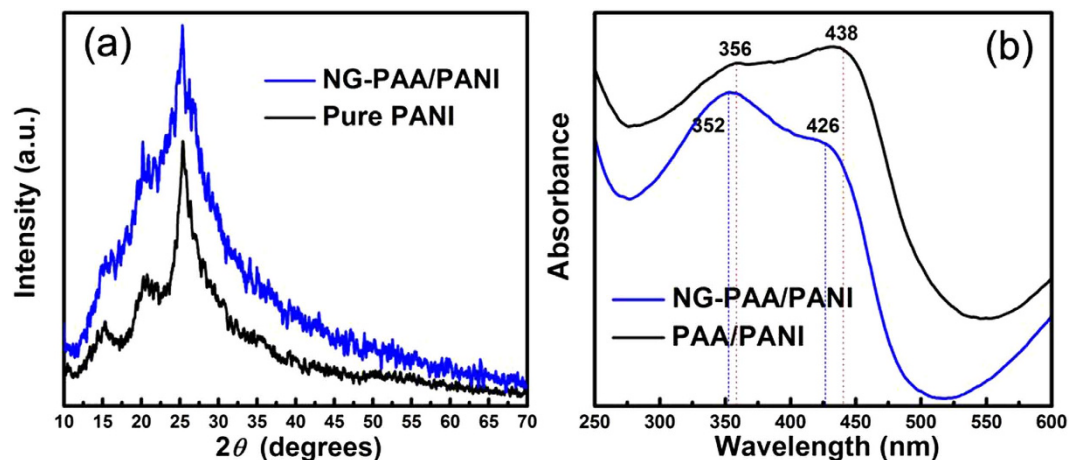 (a)
NG-PAA/PANI
Pure PANI
Intensity (a.u.)
10 15 20 25 30 35 40 45 50 55 60 65 70
2θ (degrees)
(b)
438
356
352
426
NG-PAA/PANI
PAA/PANI
Absorbance
250 300 350 400 450 500 550 600
Wavelength (nm)